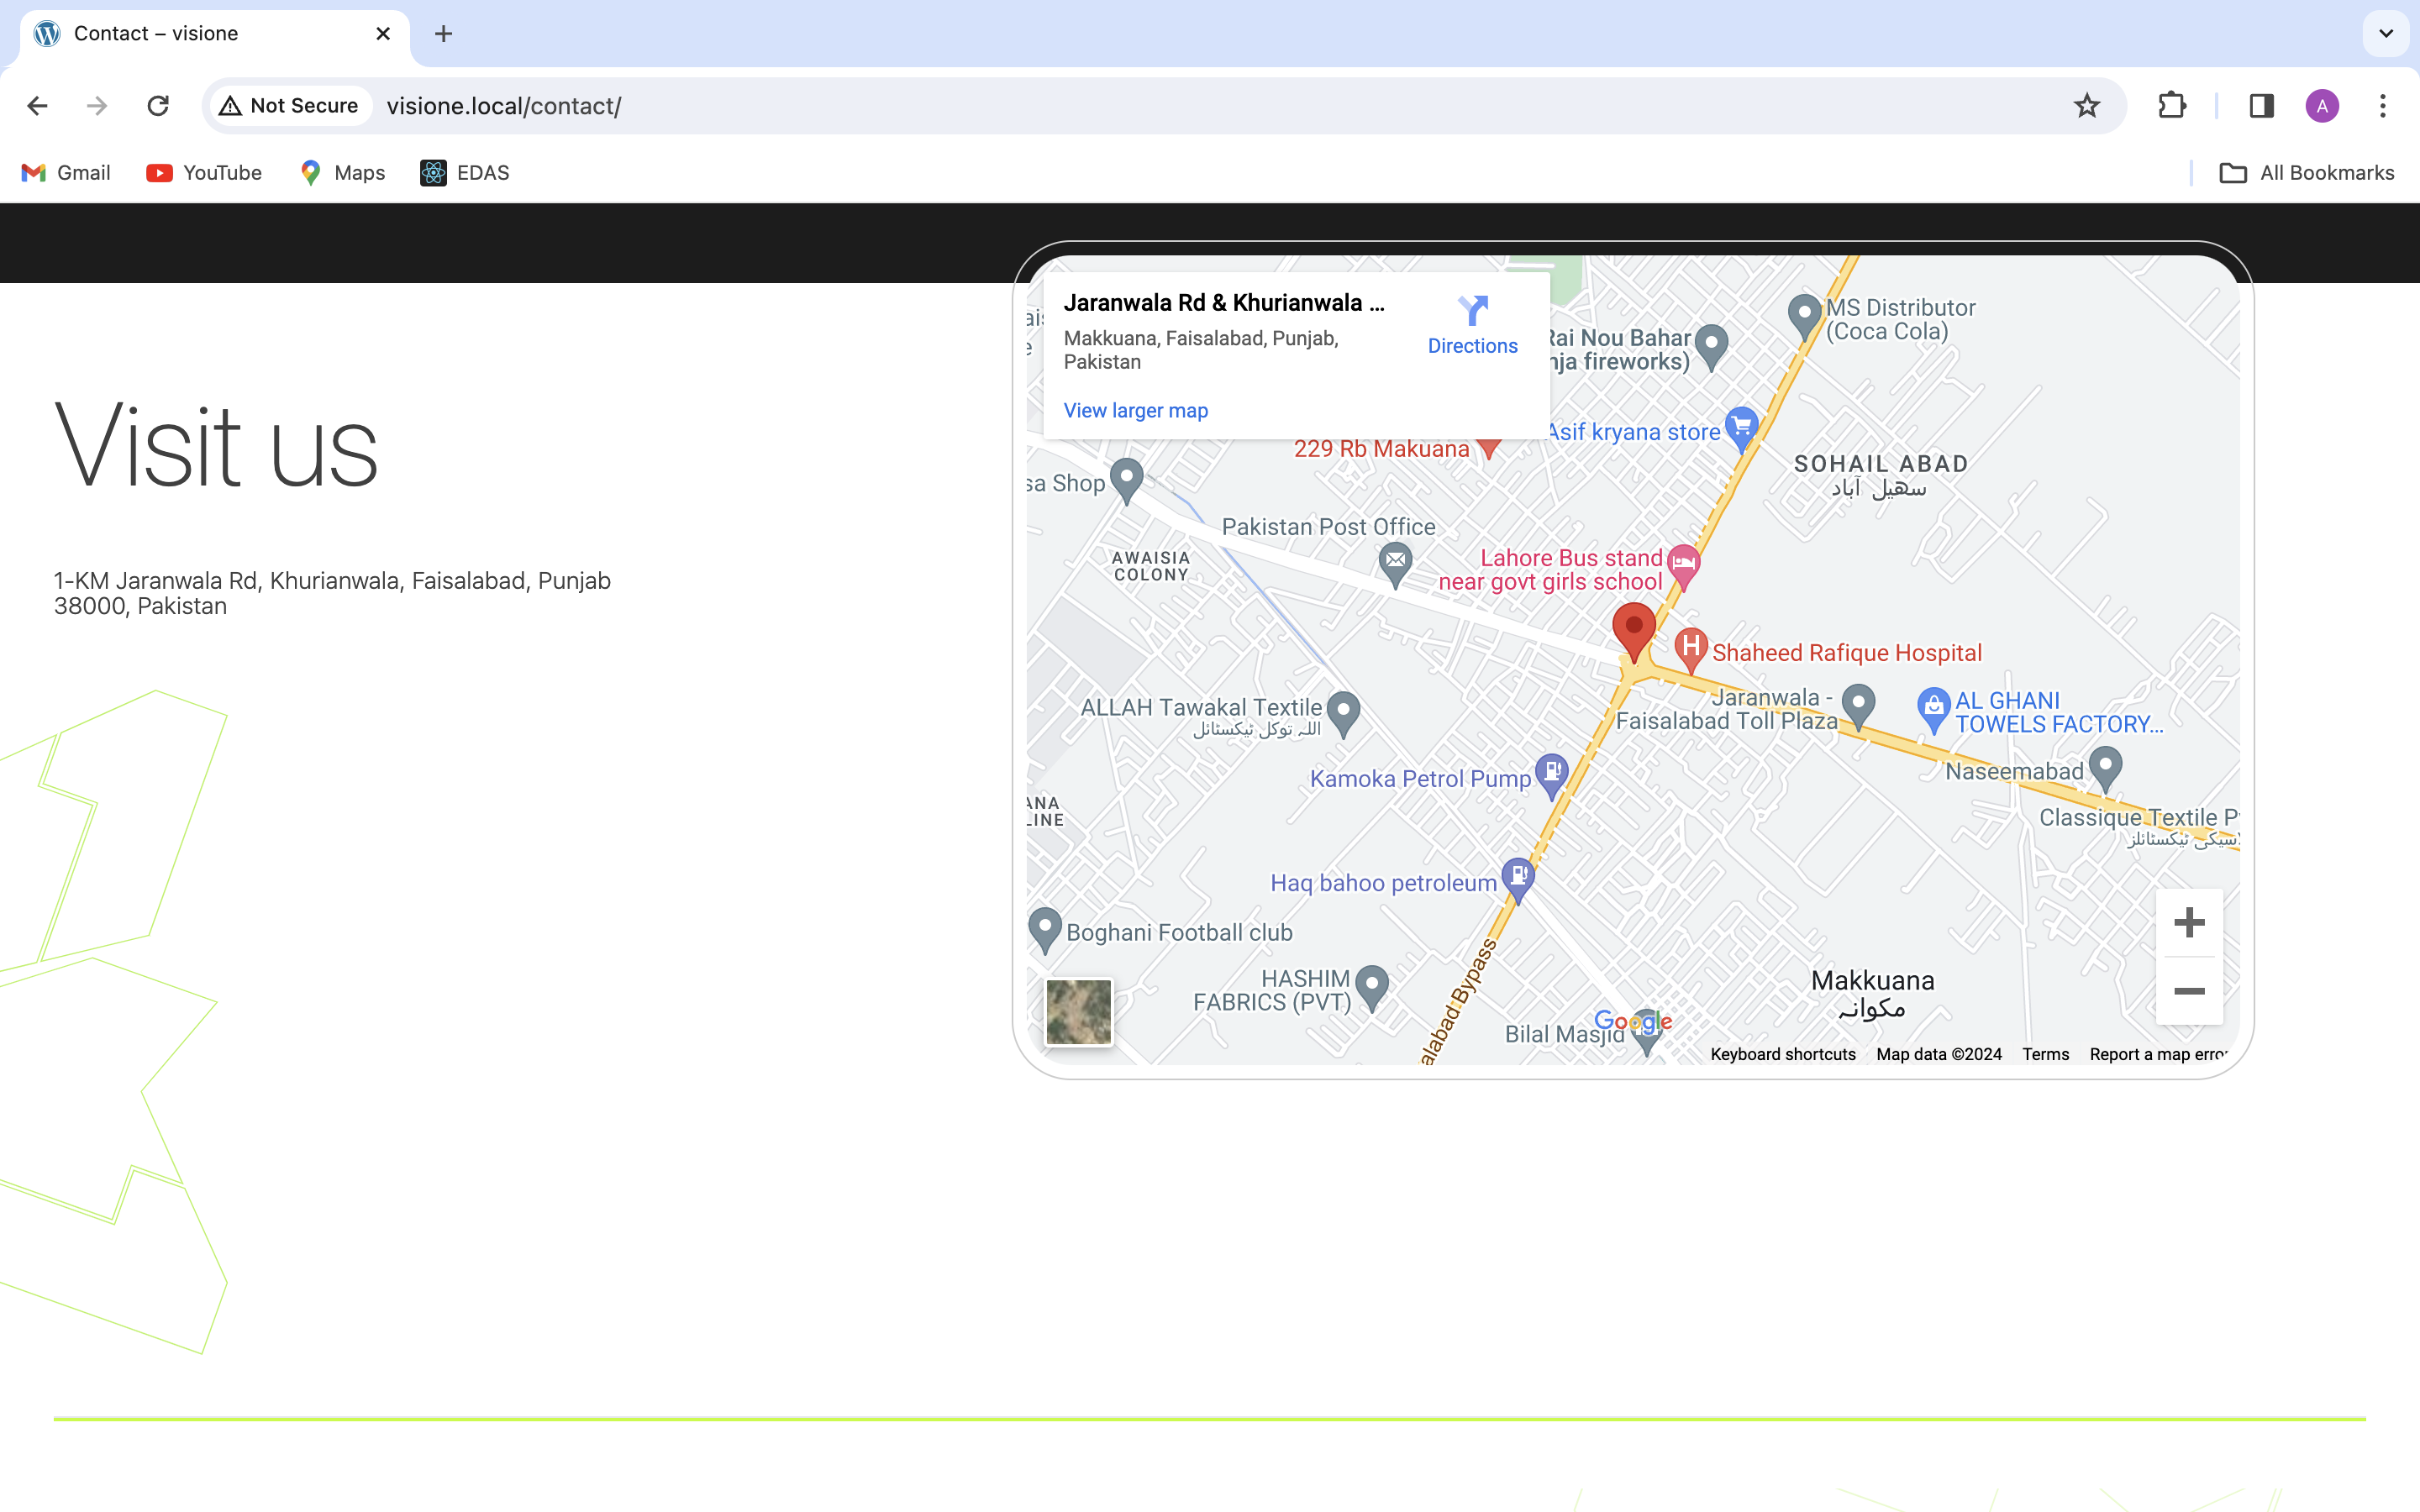 Contact – visione
Not Secure
visione.local/contact/
A
Gmail
YouTube
Maps
EDAS
All Bookmarks
Visit us
1-KM Jaranwala Rd, Khurianwala, Faisalabad, Punjab
38000, Pakistan
Jaranwala Rd & Khurianwala ...
Makkuana, Faisalabad, Punjab,
Pakistan
Directions
View larger map
MS Distributor
(Coca Cola)
Rai Nou Bahar
nja fireworks)
Asif kryana store
229 Rb Makuana
SOHAIL ABAD
سهیل آباد
sa Shop
Pakistan Post Office
AWAISIA
COLONY
Lahore Bus stand
near govt girls school
H
Shaheed Rafique Hospital
ALLAH Tawakal Textile
اللہ توکل ٹیکسٹائل
Jaranwala -
Faisalabad Toll Plaza
AL GHANI
TOWELS FACTORY...
Kamoka Petrol Pump
Naseemabad
ANA
LINE
Classique Textile P
Haq bahoo petroleum
Boghani Football club
HASHIM
FABRICS (PVT)
alabad Bypass
Makkuana
مکوانہ
Google
Bilal Masjid
Keyboard shortcuts
Map data ©2024
Terms
Report a map error